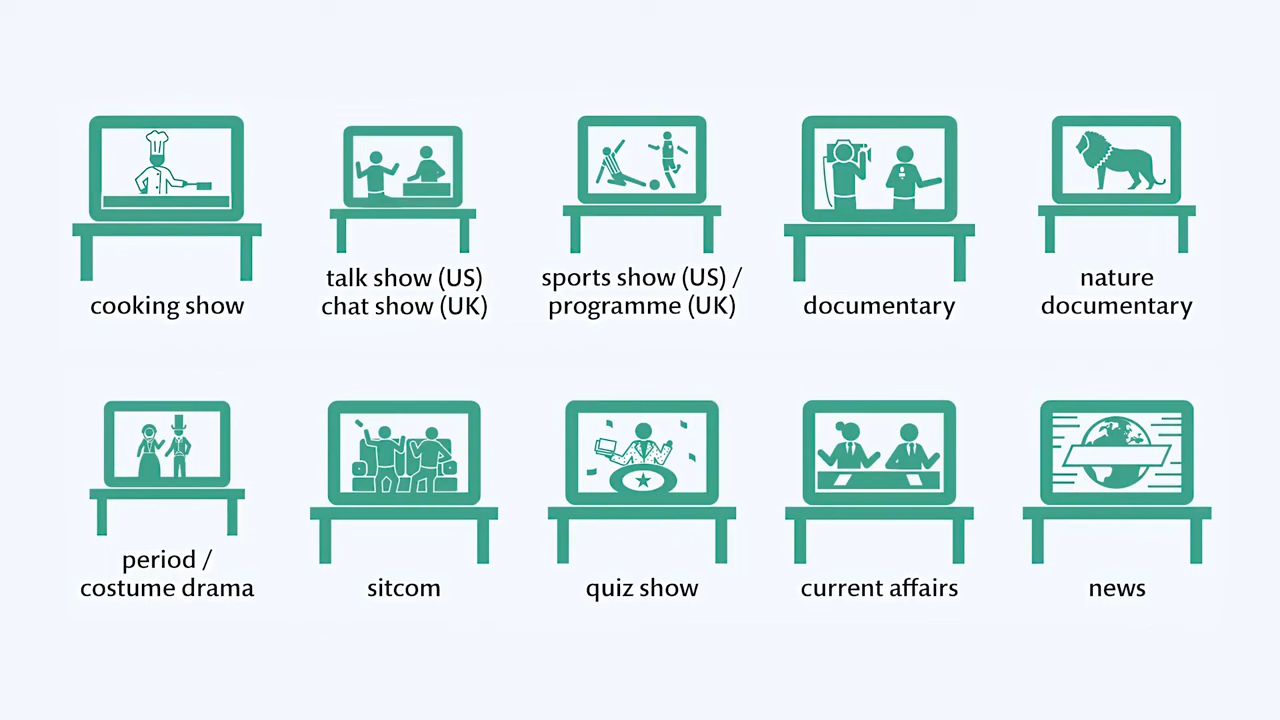 cooking show
talk show (US)
chat show (UK)
sports show (US) /
programme (UK)
documentary
nature
documentary
period /
costume drama
sitcom
quiz show
current affairs
news